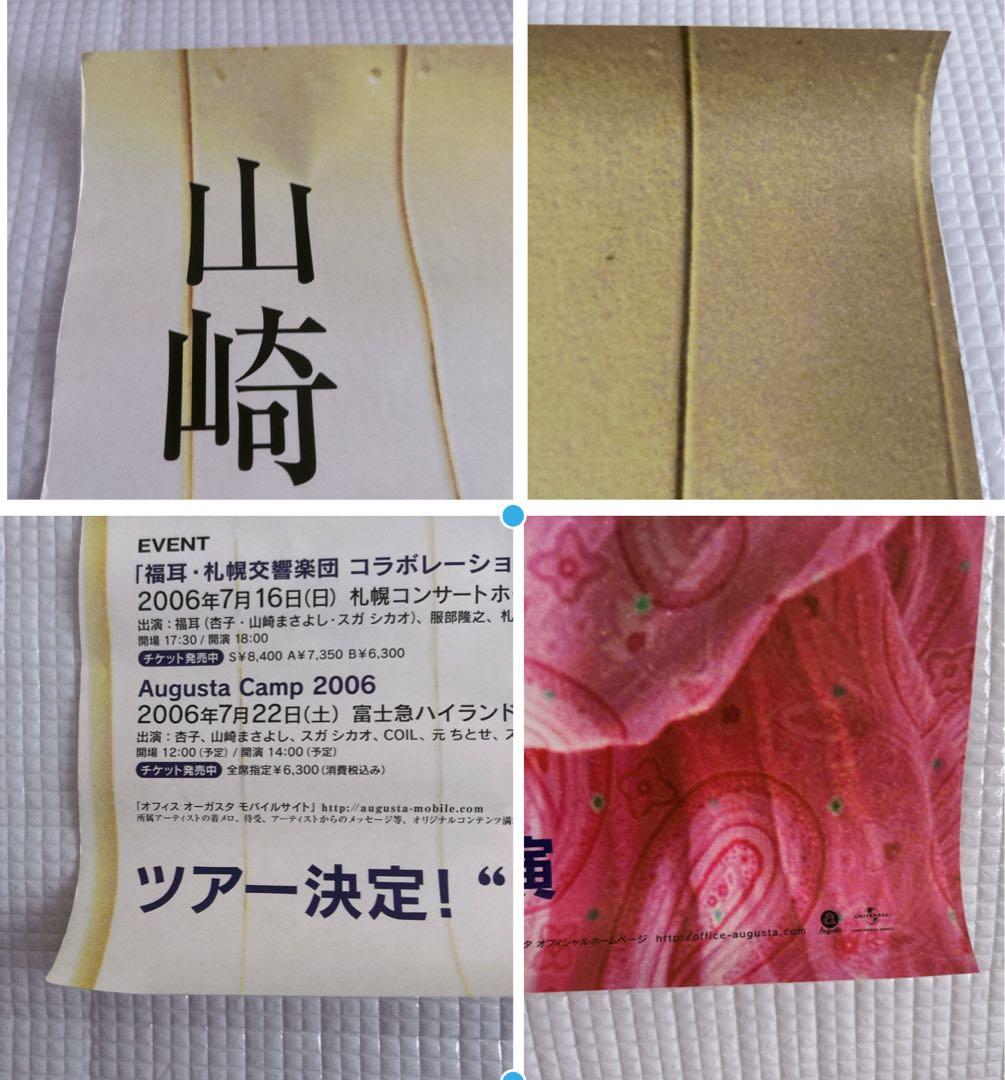 山
崎
EVENT
「福耳・札幌交響楽団 コラボレーショ
2006年7月16日(日) 札幌コンサートホ
出演：福耳(杏子・山崎まさよし・スガ シカオ)、服部隆之、札
開場 17:30 / 開演 18:00
チケット発売中 S¥8,400 A¥7,350 B¥6,300
Augusta Camp 2006
2006年7月22日(土) 富士急ハイランド
出演：杏子、山崎まさよし、スガ シカオ、COIL、元 ちとせ、ス
開場 12:00(予定) / 開演 14:00(予定)
チケット発売中 全席指定¥6,300(消費税込み)
「オフィス オーガスタ モバイルサイト」http://augusta-mobile.com
所属アーティストの着メロ、待受、アーティストからのメッセージ等、オリジナルコンテンツ満
ツアー決定！“
演
タ オフィシャルホームページ http://office-augusta.com
a
Augusta
UNIVERSAL
UNIVERSAL MUSIC